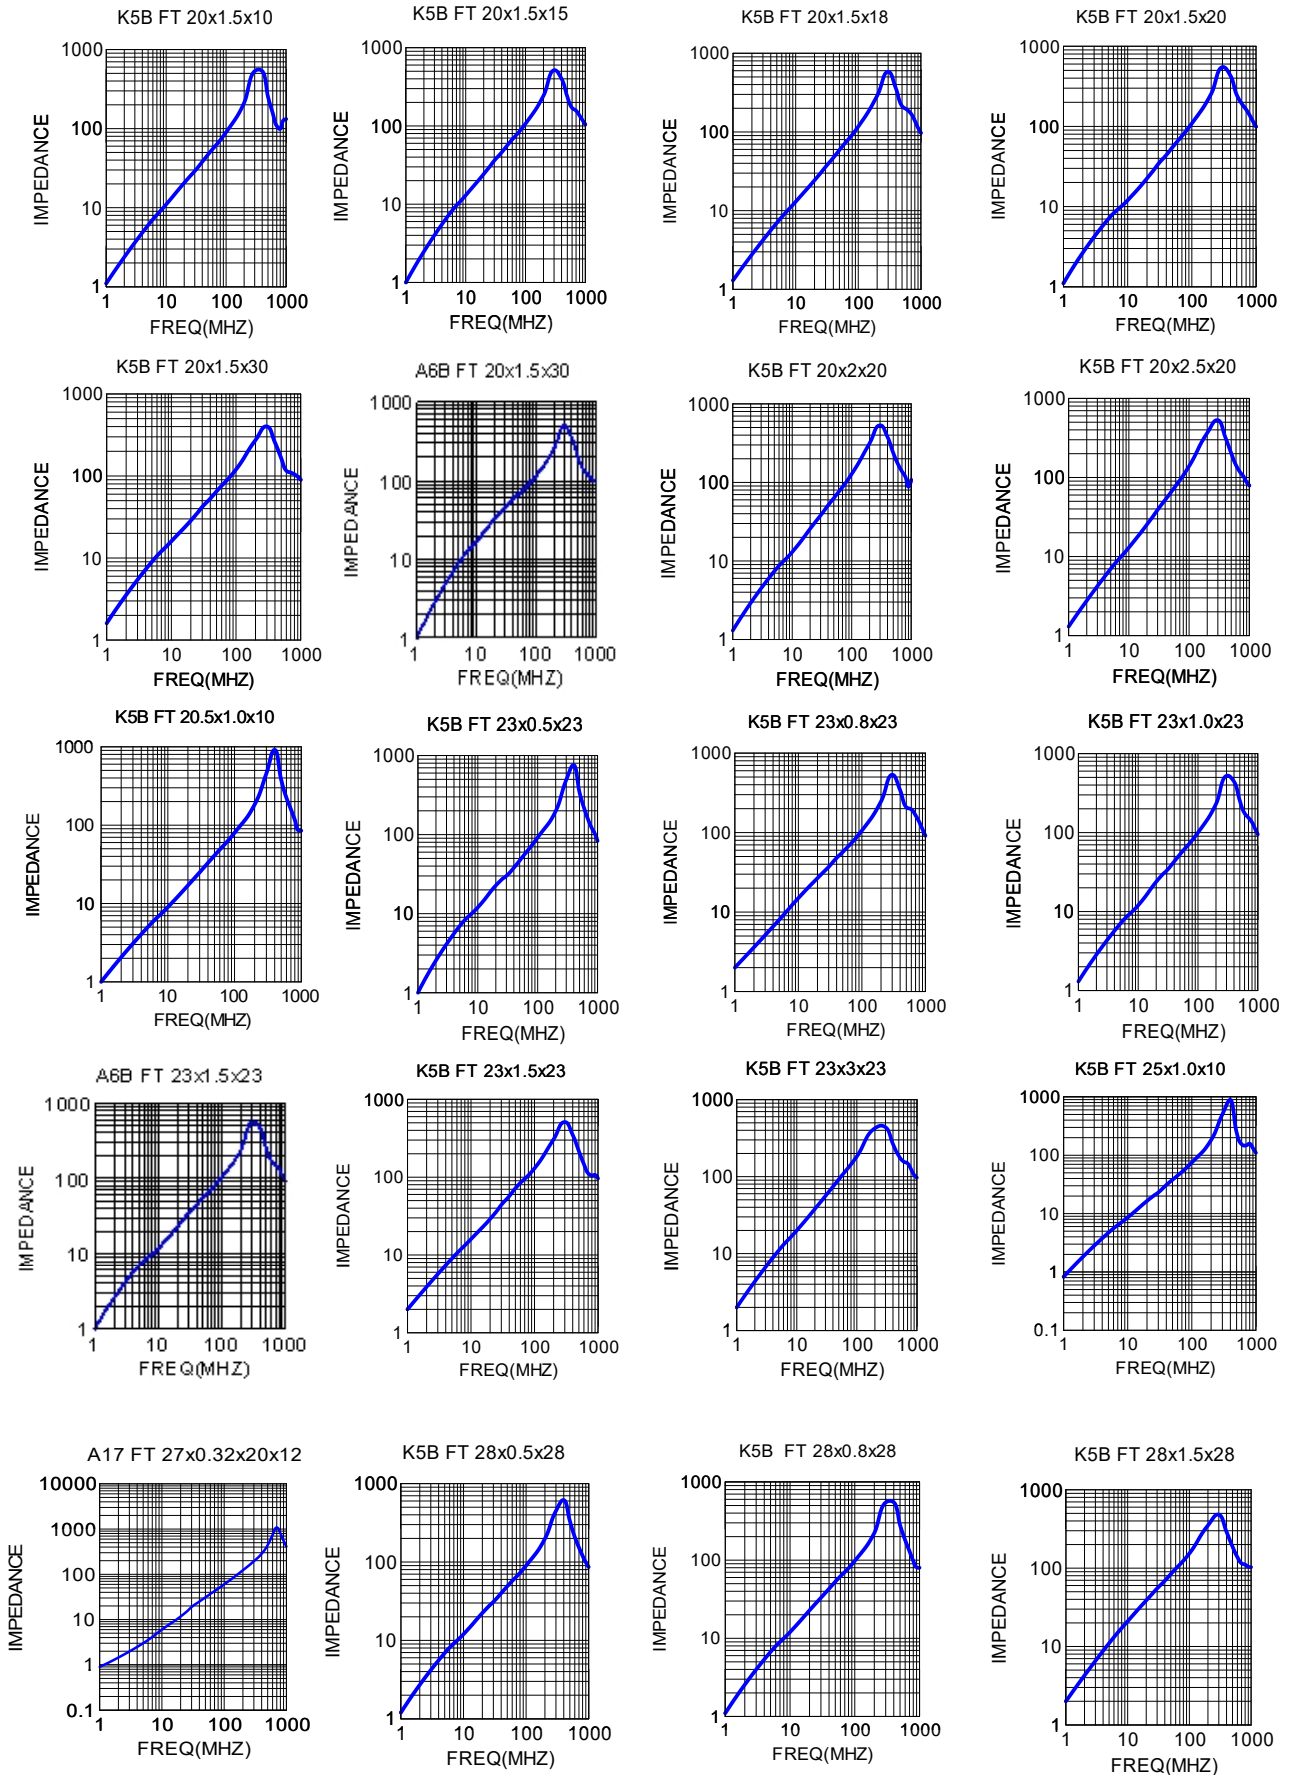 K5B FT 20x1.5x10
IMPEDANCE
1000
100
10
1
1 10 100 1000
FREQ(MHZ)
K5B FT 20x1.5x15
IMPEDANCE
1000
100
10
1
1 10 100 1000
FREQ(MHZ)
K5B FT 20x1.5x18
IMPEDANCE
1000
100
10
1
1 10 100 1000
FREQ(MHZ)
K5B FT 20x1.5x20
IMPEDANCE
1000
100
10
1
1 10 100 1000
FREQ(MHZ)
K5B FT 20x1.5x30
IMPEDANCE
1000
100
10
1
1 10 100 1000
FREQ(MHZ)
A6B FT 20x1.5x30
IMPEDANCE
1000
100
10
1
1 10 100 1000
FREQ(MHZ)
K5B FT 20x2x20
IMPEDANCE
1000
100
10
1
1 10 100 1000
FREQ(MHZ)
K5B FT 20x2.5x20
IMPEDANCE
1000
100
10
1
1 10 100 1000
FREQ(MHZ)
K5B FT 20.5x1.0x10
IMPEDANCE
1000
100
10
1
1 10 100 1000
FREQ(MHZ)
K5B FT 23x0.5x23
IMPEDANCE
1000
100
10
1
1 10 100 1000
FREQ(MHZ)
K5B FT 23x0.8x23
IMPEDANCE
1000
100
10
1
1 10 100 1000
FREQ(MHZ)
K5B FT 23x1.0x23
IMPEDANCE
1000
100
10
1
1 10 100 1000
FREQ(MHZ)
A6B FT 23x1.5x23
IMPEDANCE
1000
100
10
1
1 10 100 1000
FREQ(MHZ)
K5B FT 23x1.5x23
IMPEDANCE
1000
100
10
1
1 10 100 1000
FREQ(MHZ)
K5B FT 23x3x23
IMPEDANCE
1000
100
10
1
1 10 100 1000
FREQ(MHZ)
K5B FT 25x1.0x10
IMPEDANCE
1000
100
10
1
0.1
1 10 100 1000
FREQ(MHZ)
A17 FT 27x0.32x20x12
IMPEDANCE
10000
1000
100
10
1
0.1
1 10 100 1000
FREQ(MHZ)
K5B FT 28x0.5x28
IMPEDANCE
1000
100
10
1
1 10 100 1000
FREQ(MHZ)
K5B FT 28x0.8x28
IMPEDANCE
1000
100
10
1
1 10 100 1000
FREQ(MHZ)
K5B FT 28x1.5x28
IMPEDANCE
1000
100
10
1
1 10 100 1000
FREQ(MHZ)